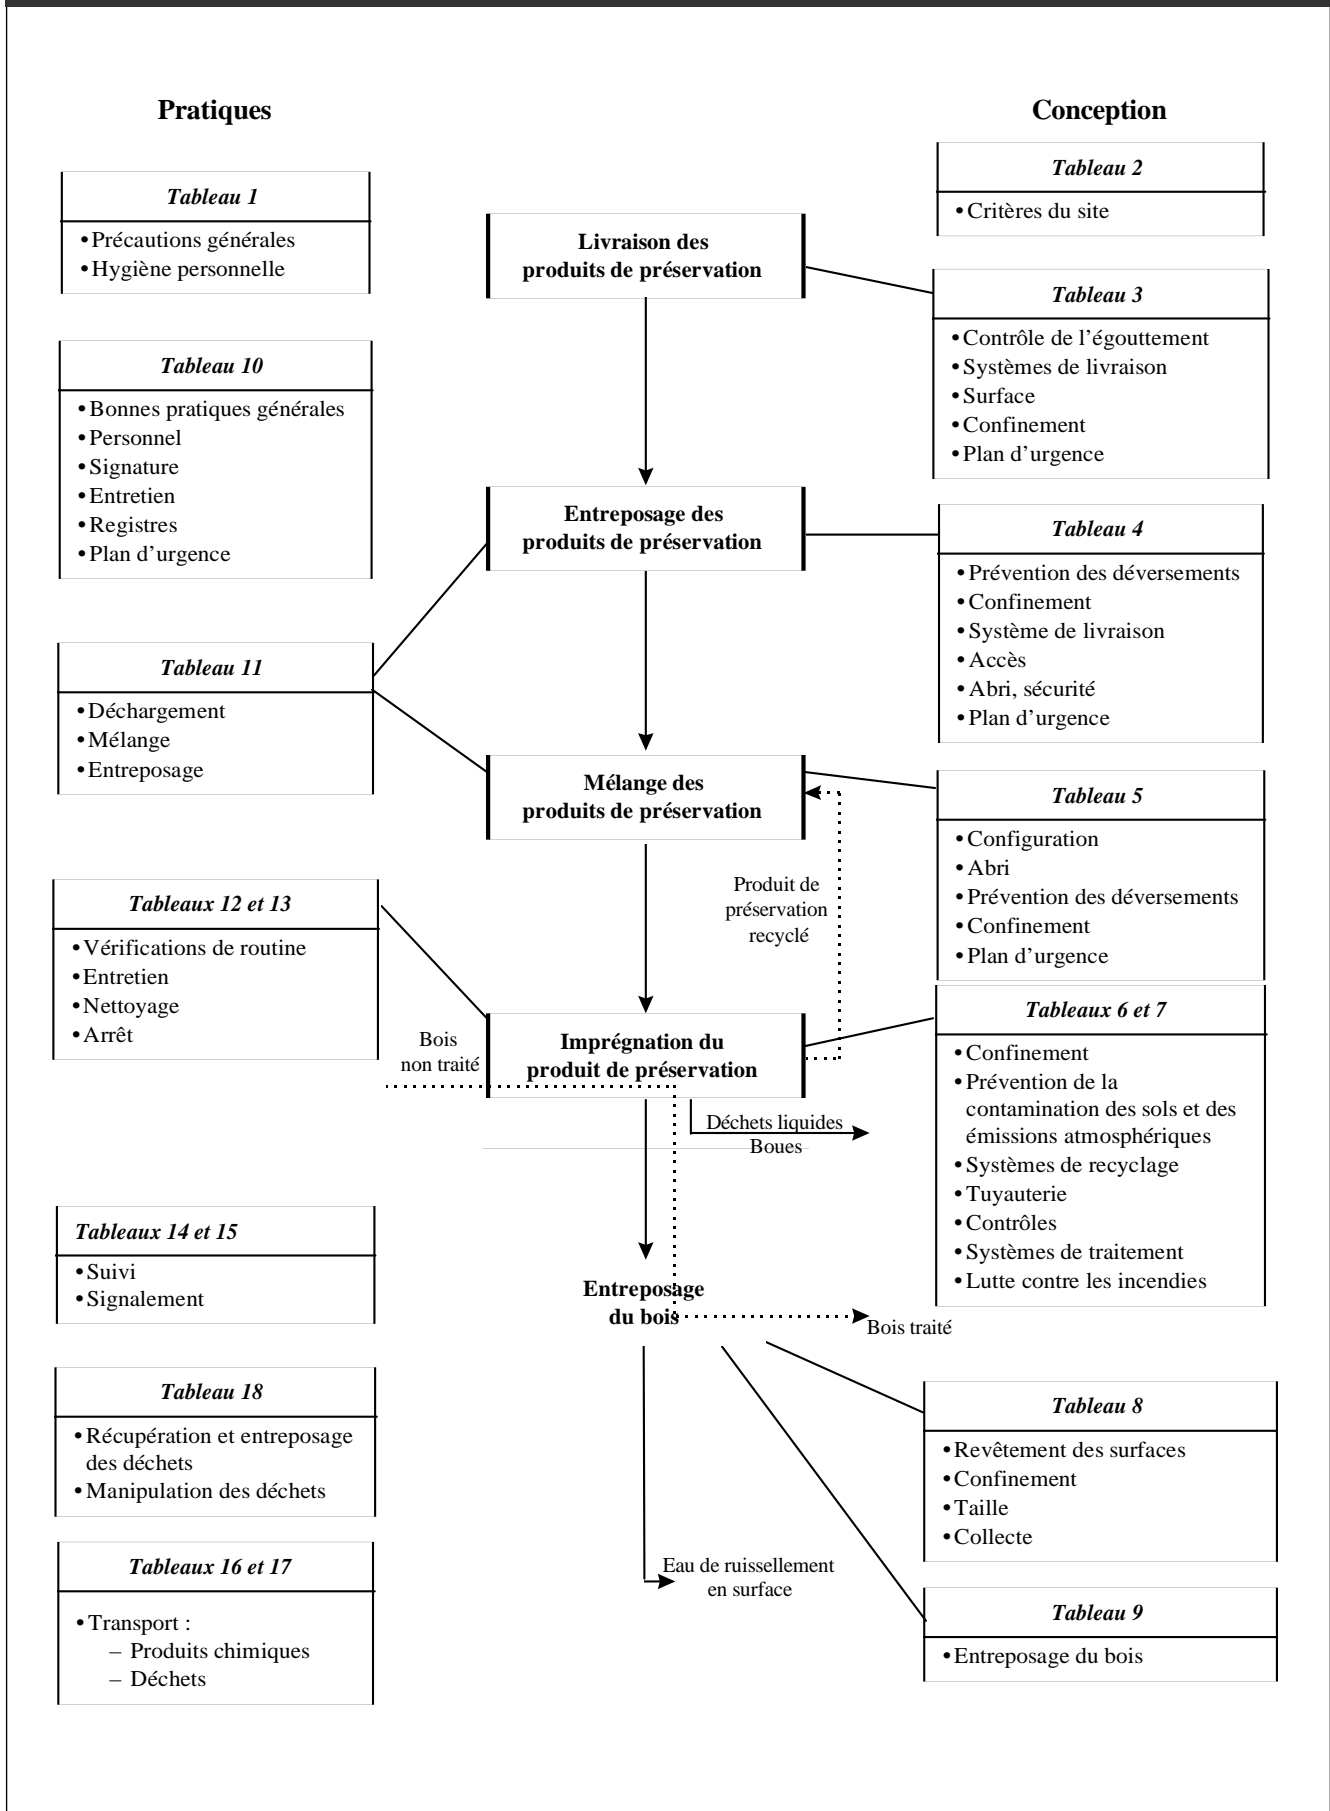 Pratiques
Tableau 1
• Précautions générales
• Hygiène personnelle
Tableau 10
• Bonnes pratiques générales
• Personnel
• Signature
• Entretien
• Registres
• Plan d’urgence
Tableau 11
• Déchargement
• Mélange
• Entreposage
Tableaux 12 et 13
• Vérifications de routine
• Entretien
• Nettoyage
• Arrêt
Tableaux 14 et 15
• Suivi
• Signalement
Tableau 18
• Récupération et entreposage
des déchets
• Manipulation des déchets
Tableaux 16 et 17
• Transport :
– Produits chimiques
– Déchets
Livraison des
produits de préservation
Entreposage des
produits de préservation
Mélange des
produits de préservation
Produit de
préservation
recyclé
Bois
non traité
Imprégnation du
produit de préservation
Déchets liquides
Boues
Entreposage
du bois
Bois traité
Eau de ruissellement
en surface
Conception
Tableau 2
• Critères du site
Tableau 3
• Contrôle de l’égouttement
• Systèmes de livraison
• Surface
• Confinement
• Plan d’urgence
Tableau 4
• Prévention des déversements
• Confinement
• Système de livraison
• Accès
• Abri, sécurité
• Plan d’urgence
Tableau 5
• Configuration
• Abri
• Prévention des déversements
• Confinement
• Plan d’urgence
Tableaux 6 et 7
• Confinement
• Prévention de la
contamination des sols et des
émissions atmosphériques
• Systèmes de recyclage
• Tuyauterie
• Contrôles
• Systèmes de traitement
• Lutte contre les incendies
Tableau 8
• Revêtement des surfaces
• Confinement
• Taille
• Collecte
Tableau 9
• Entreposage du bois